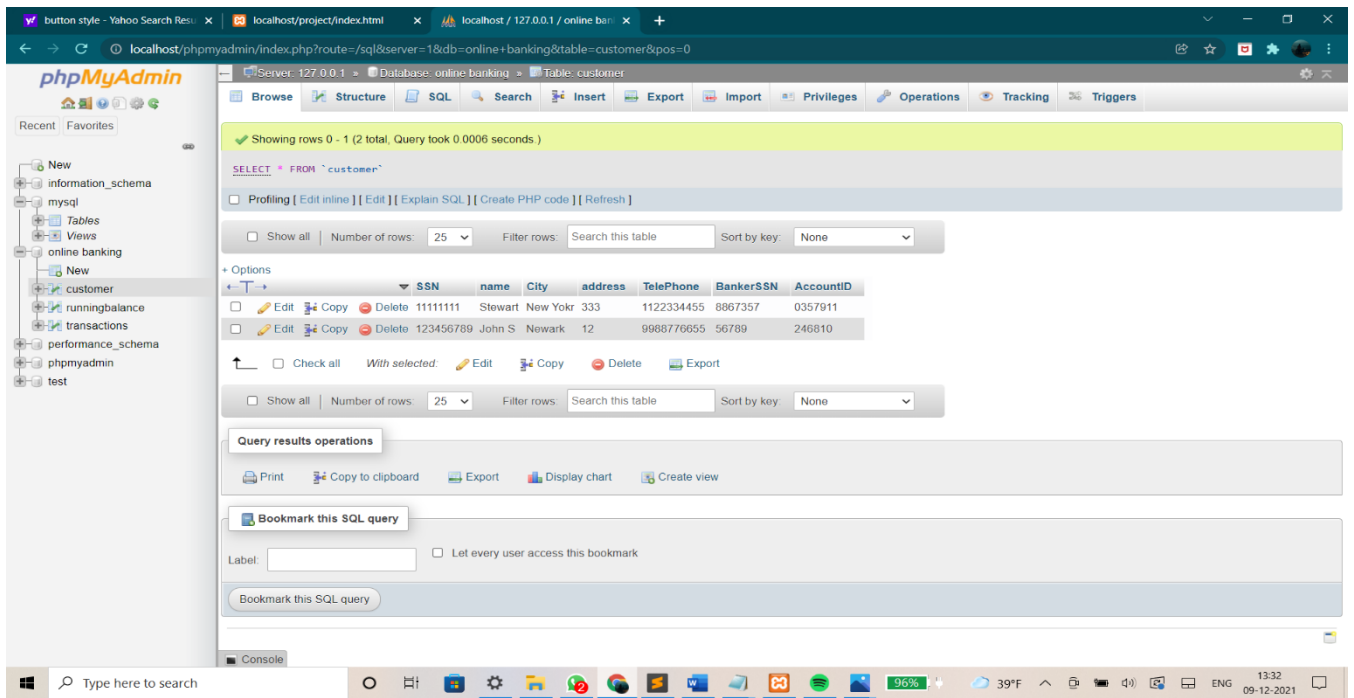 button style - Yahoo Search Resu
localhost/project/index.html
localhost / 127.0.0.1 / online ban
localhost/phpmyadmin/index.php?route=/sql&server=1&db=online+banking&table=customer&pos=0
phpMyAdmin
Recent Favorites
New
information_schema
mysql
Tables
Views
online banking
New
customer
runningbalance
transactions
performance_schema
phpmyadmin
test
Server: 127.0.0.1 » Database: online banking » Table: customer
Browse Structure SQL Search Insert Export Import Privileges Operations Tracking Triggers
Showing rows 0 - 1 (2 total, Query took 0.0006 seconds.)
SELECT * FROM `customer`
Profiling [ Edit inline ] [ Edit ] [ Explain SQL ] [ Create PHP code ] [ Refresh ]
Show all | Number of rows: 25 Filter rows: Search this table Sort by key: None
+ Options
←T→ SSN name City address TelePhone BankerSSN AccountID
Edit Copy Delete 11111111 Stewart New Yokr 333 1122334455 8867357 0357911
Edit Copy Delete 123456789 John S Newark 12 9988776655 56789 246810
Check all With selected: Edit Copy Delete Export
Show all | Number of rows: 25 Filter rows: Search this table Sort by key: None
Query results operations
Print Copy to clipboard Export Display chart Create view
Bookmark this SQL query
Label: Let every user access this bookmark
Bookmark this SQL query
Console
Type here to search
96% 39°F ENG 13:32
09-12-2021